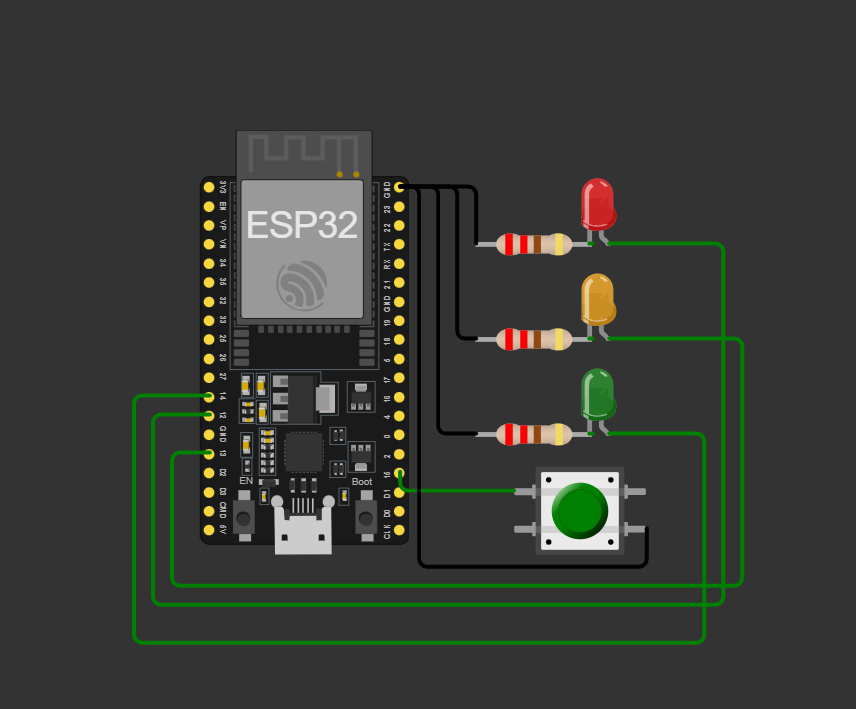 ESP32
3V3
EN
VP
VN
34
35
32
33
25
26
27
14
12
GND
13
D2
D3
CMD
5V
GND
23
22
TX
RX
21
GND
19
18
5
17
16
4
0
2
15
D1
D0
CLK
EN
Boot